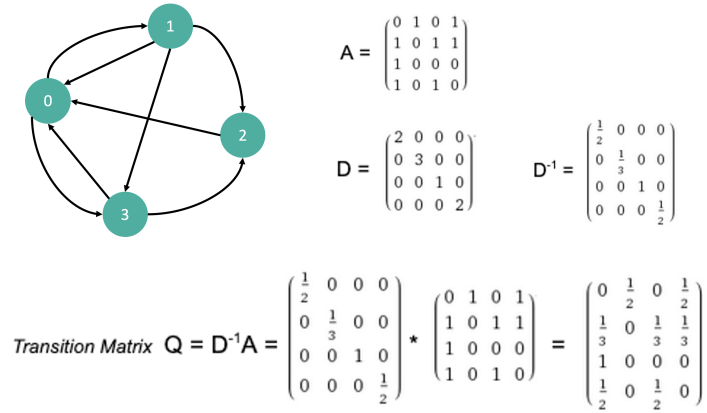 1
0
2
3
A =
0 1 0 1
1 0 1 1
1 0 0 0
1 0 1 0
D =
2 0 0 0
0 3 0 0
0 0 1 0
0 0 0 2
D⁻¹ =
1/2 0 0 0
0 1/3 0 0
0 0 1 0
0 0 0 1/2
Transition Matrix Q = D⁻¹A =
1/2 0 0 0
0 1/3 0 0
0 0 1 0
0 0 0 1/2
*
0 1 0 1
1 0 1 1
1 0 0 0
1 0 1 0
=
0 1/2 0 1/2
1/3 0 1/3 1/3
1 0 0 0
1/2 0 1/2 0